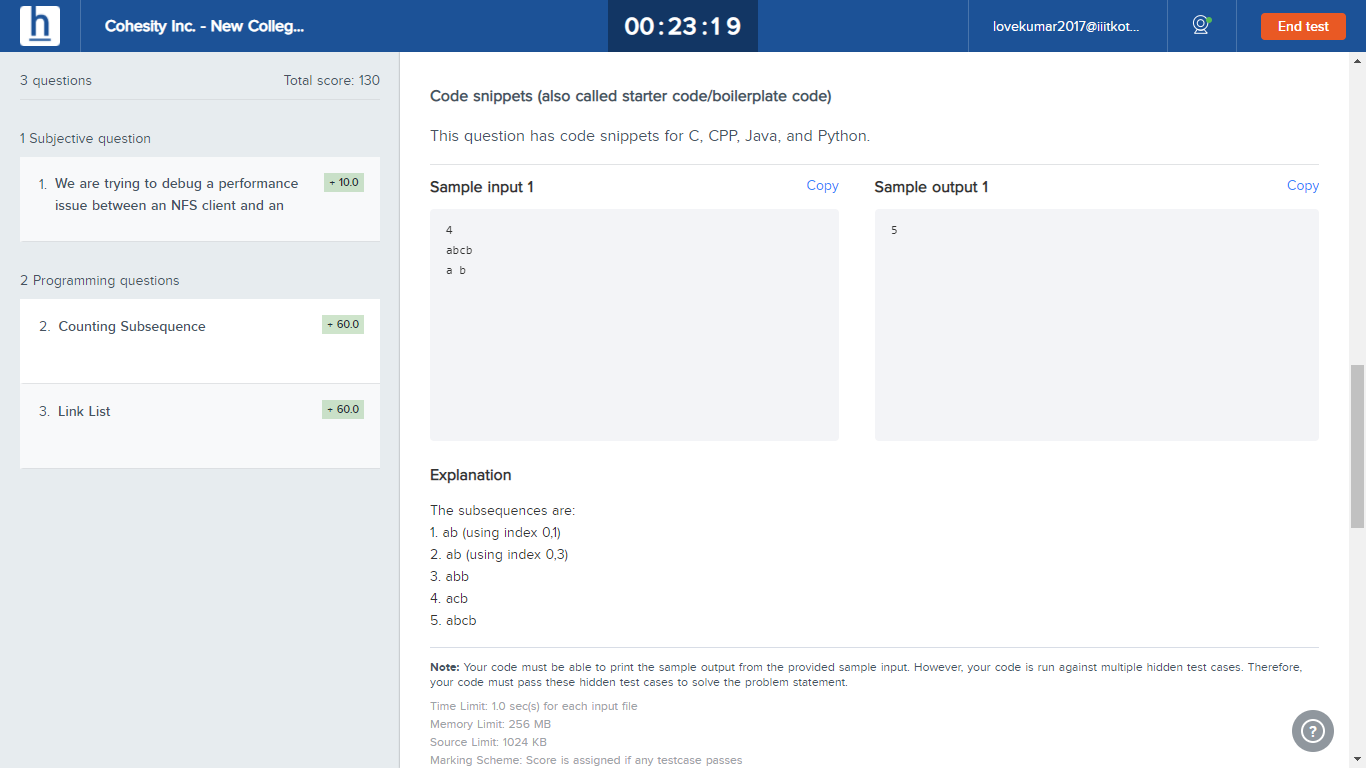 h
Cohesity Inc. - New Colleg...
00:23:19
lovekumar2017@iiitkot...
End test
3 questions
Total score: 130
1 Subjective question
1. We are trying to debug a performance
issue between an NFS client and an
+ 10.0
2 Programming questions
2. Counting Subsequence
+ 60.0
3. Link List
+ 60.0
Code snippets (also called starter code/boilerplate code)
This question has code snippets for C, CPP, Java, and Python.
Sample input 1
Copy
4
abcb
a b
Sample output 1
Copy
5
Explanation
The subsequences are:
1. ab (using index 0,1)
2. ab (using index 0,3)
3. abb
4. acb
5. abcb
Note: Your code must be able to print the sample output from the provided sample input. However, your code is run against multiple hidden test cases. Therefore,
your code must pass these hidden test cases to solve the problem statement.
Time Limit: 1.0 sec(s) for each input file
Memory Limit: 256 MB
Source Limit: 1024 KB
Marking Scheme: Score is assigned if any testcase passes
?